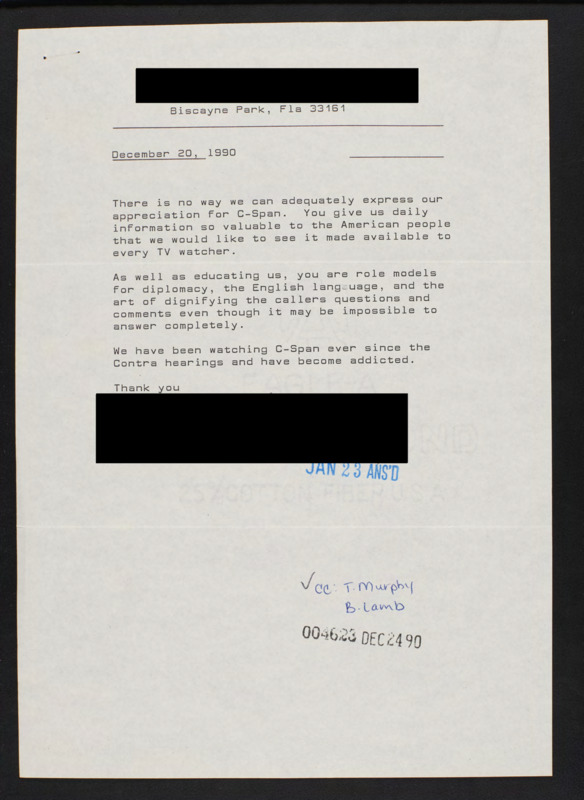 Biscayne Park, Fla 33161
December 20, 1990
There is no way we can adequately express our
appreciation for C-Span.  You give us daily
information so valuable to the American people
that we would like to see it made available to
every TV watcher.
As well as educating us, you are role models
for diplomacy, the English language, and the
art of dignifying the callers questions and
comments even though it may be impossible to
answer completely.
We have been watching C-Span ever since the
Contra hearings and have become addicted.
Thank you
JAN 23 ANS'D
25% COTTON FIBER U.S.A.
✓ cc: T. Murphy
B. Lamb
004623 DEC 24 90